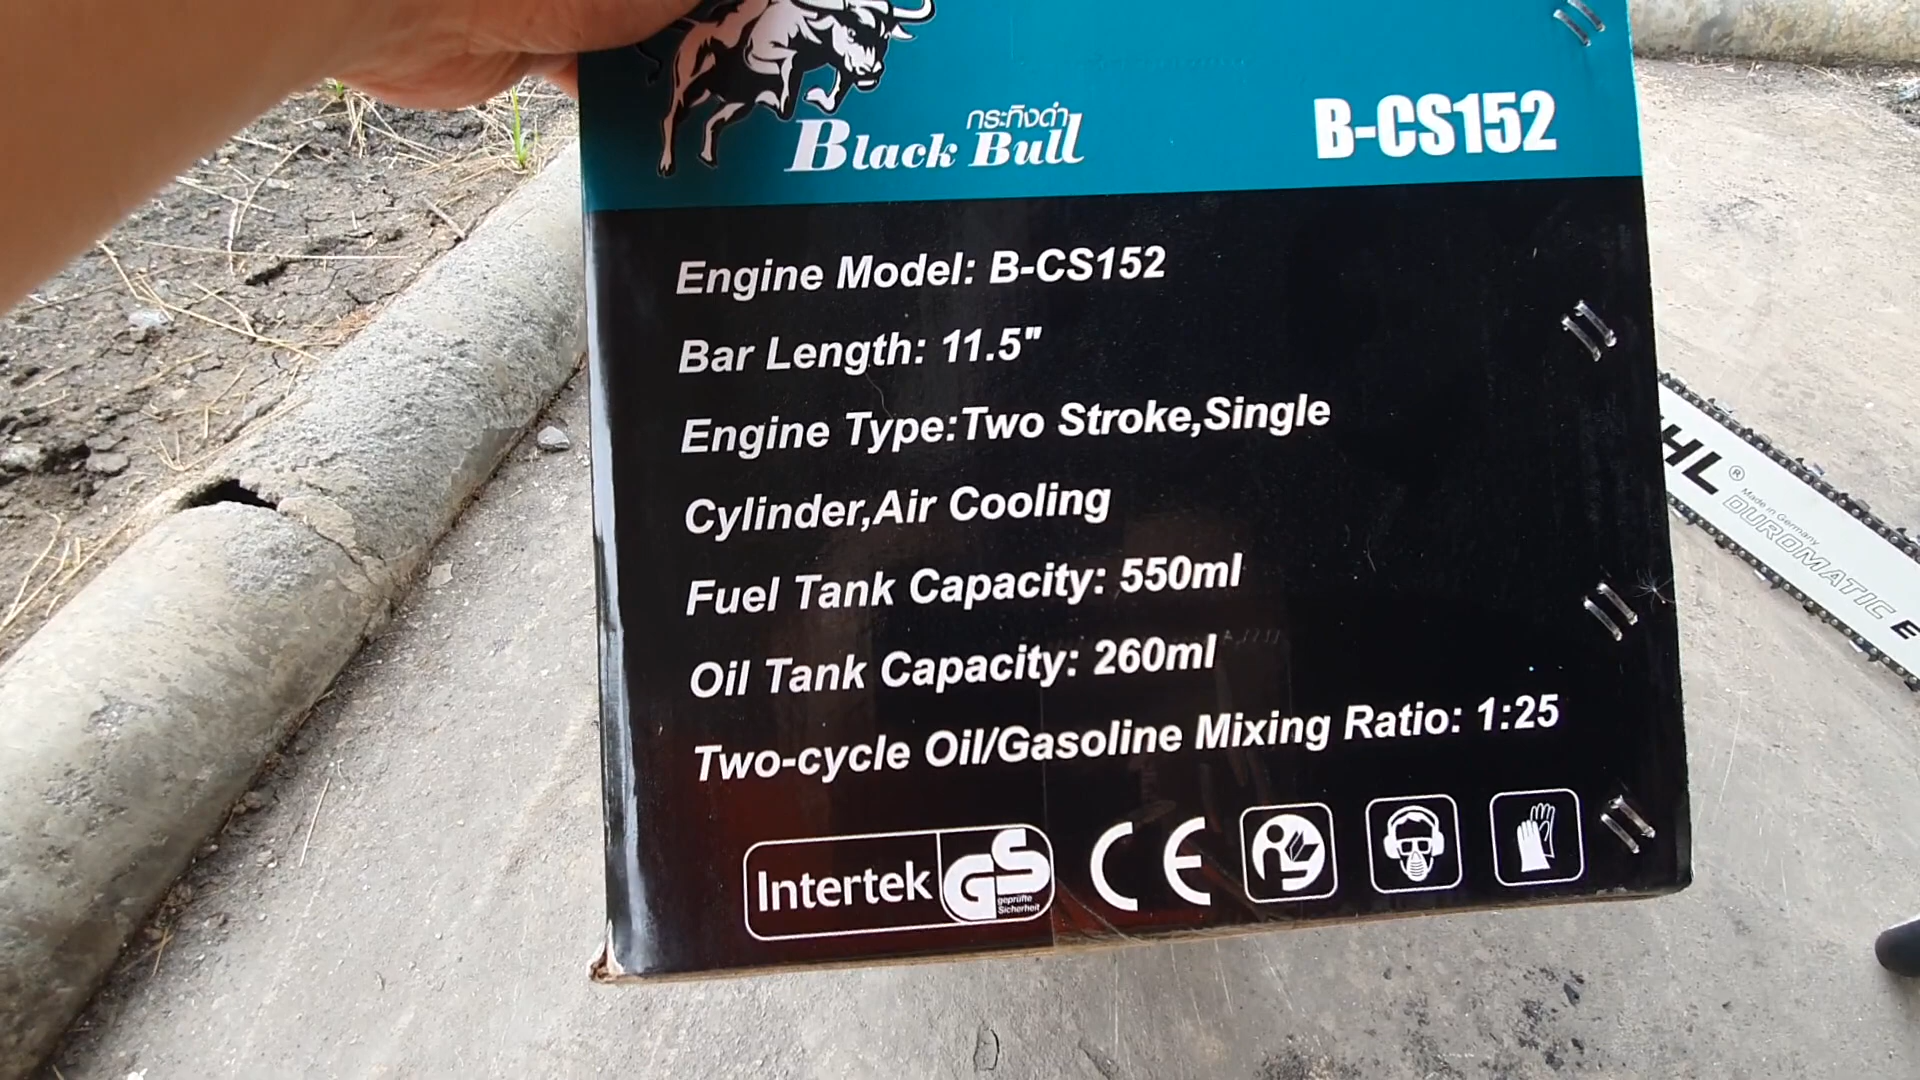 กระทิงดำ
Black Bull
B-CS152
Engine Model: B-CS152
Bar Length: 11.5"
Engine Type:Two Stroke,Single
Cylinder,Air Cooling
Fuel Tank Capacity: 550ml
Oil Tank Capacity: 260ml
Two-cycle Oil/Gasoline Mixing Ratio: 1:25
Intertek GS
geprüfte
Sicherheit
CE
HL®
Made in Germany
DUROMATIC E